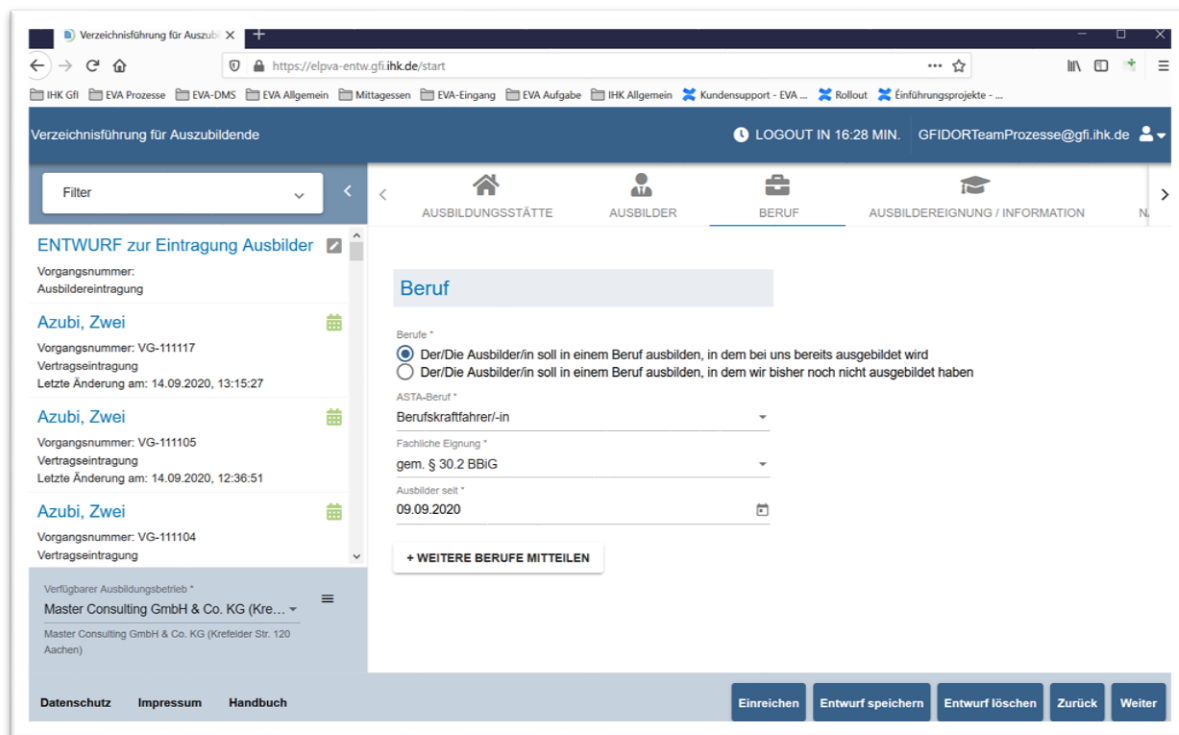 Verzeichnisführung für Auszubi
https://elpva-entw.gfi.ihk.de/start
IHK GfI EVA Prozesse EVA-DMS EVA Allgemein Mittagessen EVA-Eingang EVA Aufgabe IHK Allgemein Kundensupport - EVA ... Rollout Einführungsprojekte - ...
Verzeichnisführung für Auszubildende LOGOUT IN 16:28 MIN. GFIDORTeamProzesse@gfi.ihk.de
Filter
AUSBILDUNGSSTÄTTE AUSBILDER BERUF AUSBILDEREIGNUNG / INFORMATION
ENTWURF zur Eintragung Ausbilder
Vorgangsnummer:
Ausbildereintragung
Azubi, Zwei
Vorgangsnummer: VG-111117
Vertragseintragung
Letzte Änderung am: 14.09.2020, 13:15:27
Azubi, Zwei
Vorgangsnummer: VG-111105
Vertragseintragung
Letzte Änderung am: 14.09.2020, 12:36:51
Azubi, Zwei
Vorgangsnummer: VG-111104
Vertragseintragung
Verfügbarer Ausbildungsbetrieb *
Master Consulting GmbH & Co. KG (Kre...
Master Consulting GmbH & Co. KG (Krefelder Str. 120
Aachen)
Beruf
Berufe *
Der/Die Ausbilder/in soll in einem Beruf ausbilden, in dem bei uns bereits ausgebildet wird
Der/Die Ausbilder/in soll in einem Beruf ausbilden, in dem wir bisher noch nicht ausgebildet haben
ASTA-Beruf *
Berufskraftfahrer/-in
Fachliche Eignung *
gem. § 30.2 BBiG
Ausbilder seit *
09.09.2020
+ WEITERE BERUFE MITTEILEN
Datenschutz Impressum Handbuch
Einreichen Entwurf speichern Entwurf löschen Zurück Weiter